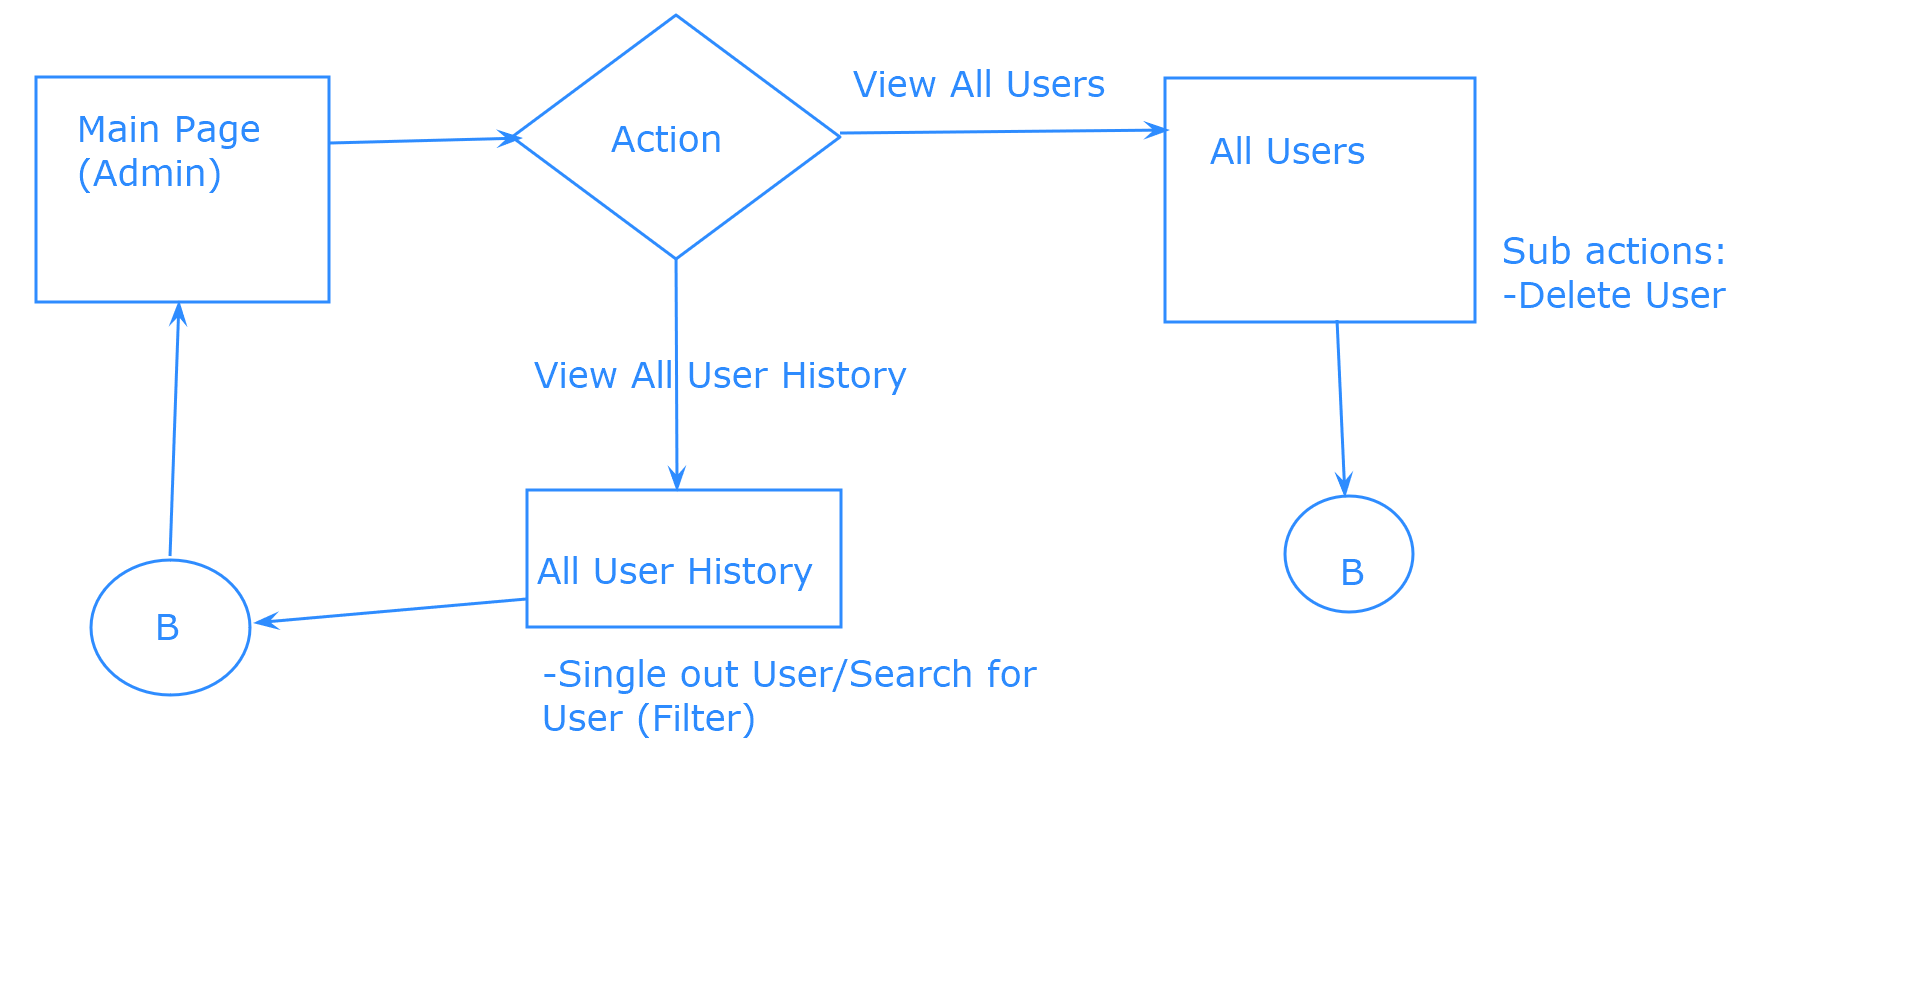 Main Page
(Admin)
Action
View All Users
All Users
Sub actions:
-Delete User
View All User History
All User History
B
B
-Single out User/Search for
User (Filter)